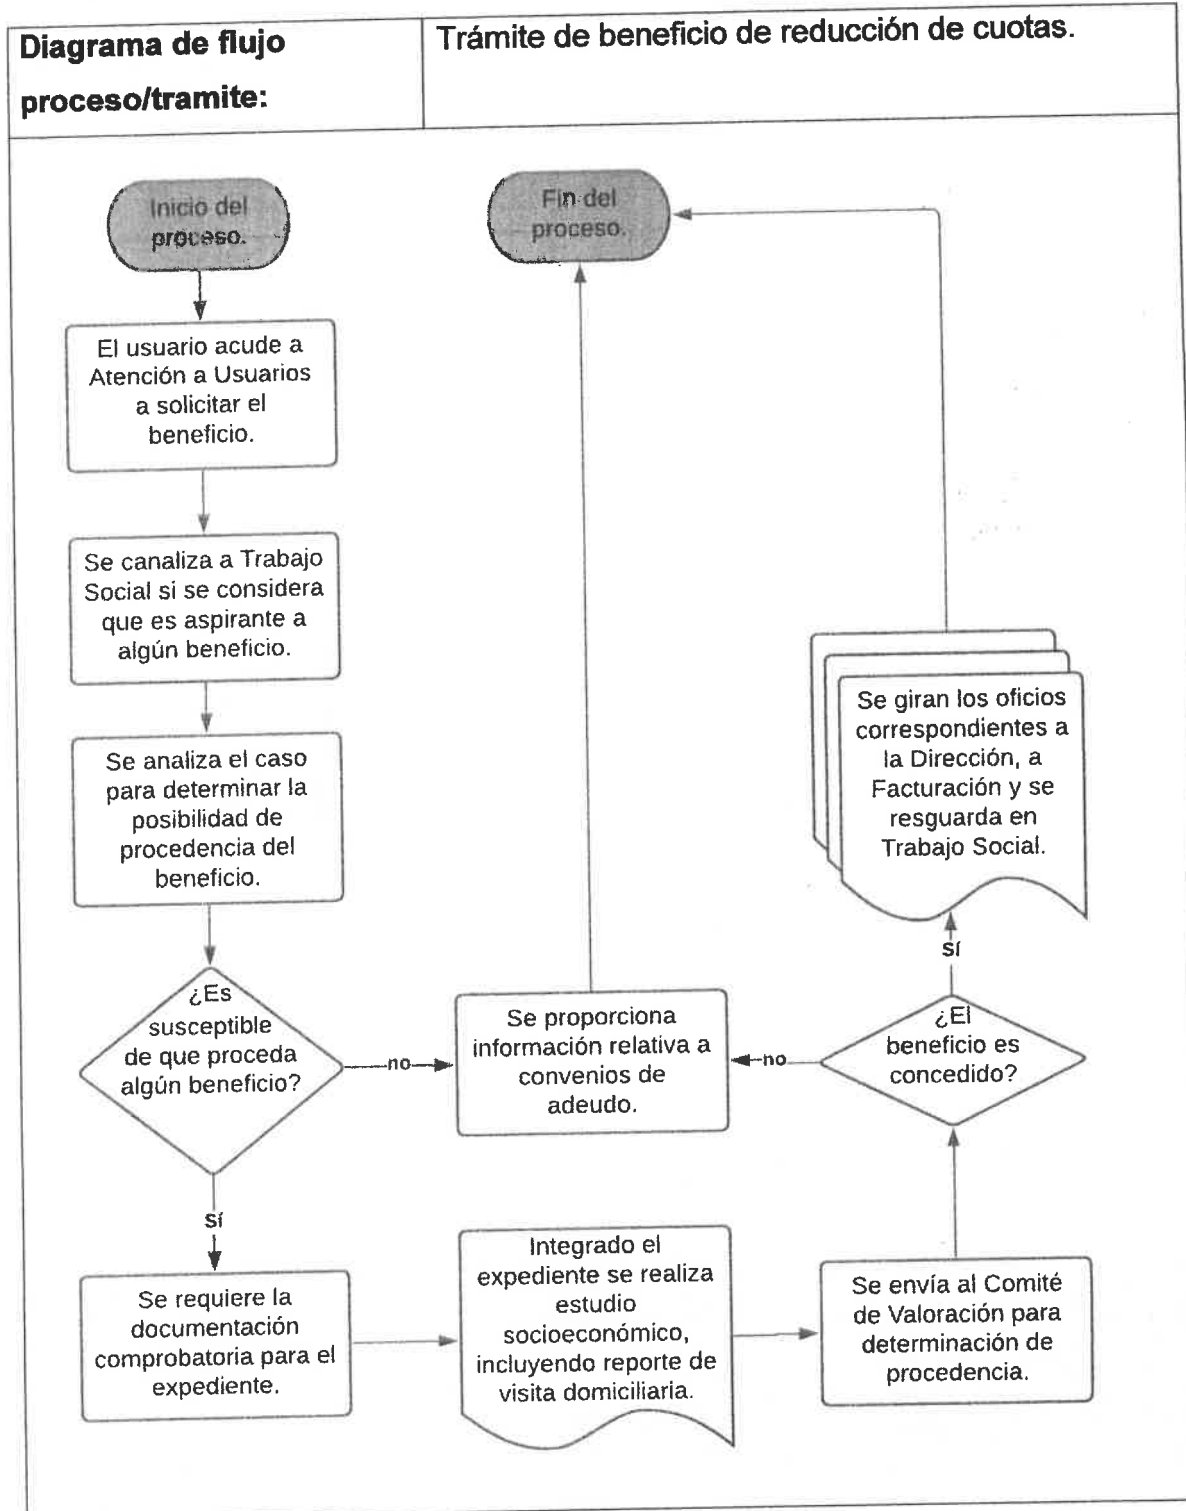 Diagrama de flujo
proceso/tramite:
Trámite de beneficio de reducción de cuotas.
Inicio del
proceso.
El usuario acude a
Atención a Usuarios
a solicitar el
beneficio.
Se canaliza a Trabajo
Social si se considera
que es aspirante a
algún beneficio.
Se analiza el caso
para determinar la
posibilidad de
procedencia del
beneficio.
¿Es
susceptible
de que proceda
algún beneficio?
no
sí
Se requiere la
documentación
comprobatoria para el
expediente.
Integrado el
expediente se realiza
estudio
socioeconómico,
incluyendo reporte de
visita domiciliaria.
Se envía al Comité
de Valoración para
determinación de
procedencia.
¿El
beneficio es
concedido?
no
sí
Se proporciona
información relativa a
convenios de
adeudo.
Se giran los oficios
correspondientes a
la Dirección, a
Facturación y se
resguarda en
Trabajo Social.
Fin del
proceso.